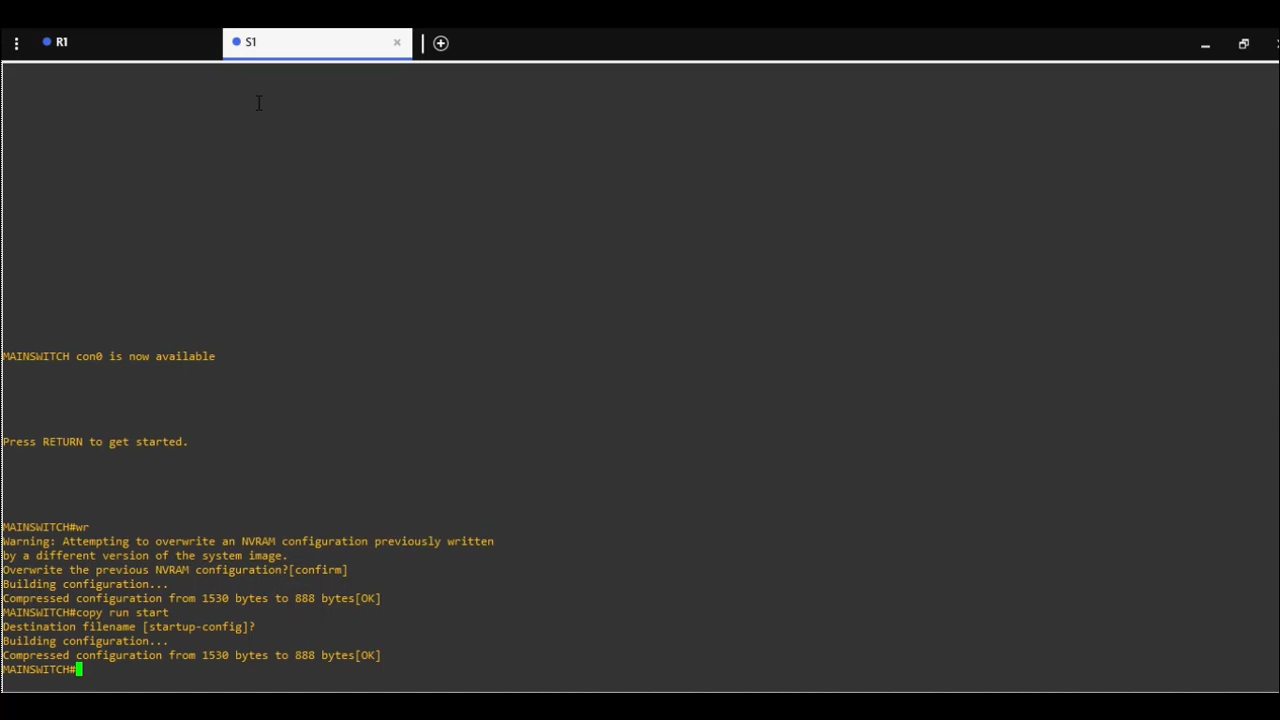 R1
S1
MAINSWITCH con0 is now available
Press RETURN to get started.
MAINSWITCH#wr
Warning: Attempting to overwrite an NVRAM configuration previously written
by a different version of the system image.
Overwrite the previous NVRAM configuration?[confirm]
Building configuration...
Compressed configuration from 1530 bytes to 888 bytes[OK]
MAINSWITCH#copy run start
Destination filename [startup-config]?
Building configuration...
Compressed configuration from 1530 bytes to 888 bytes[OK]
MAINSWITCH#